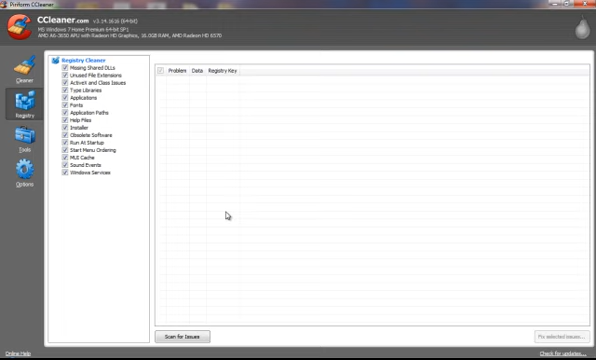 Piriform CCleaner
CCleaner.com v3.14.1616 (64-bit)
MS Windows 7 Home Premium 64-bit SP1
AMD A6-3650 APU with Radeon HD Graphics, 16.0GB RAM, AMD Radeon HD 6570
Cleaner
Registry
Tools
Options
Registry Cleaner
Missing Shared DLLs
Unused File Extensions
ActiveX and Class Issues
Type Libraries
Applications
Fonts
Application Paths
Help Files
Installer
Obsolete Software
Run At Startup
Start Menu Ordering
MUI Cache
Sound Events
Windows Services
Problem Data Registry Key
Scan for Issues
Fix selected issues...
Online Help
Check for updates...